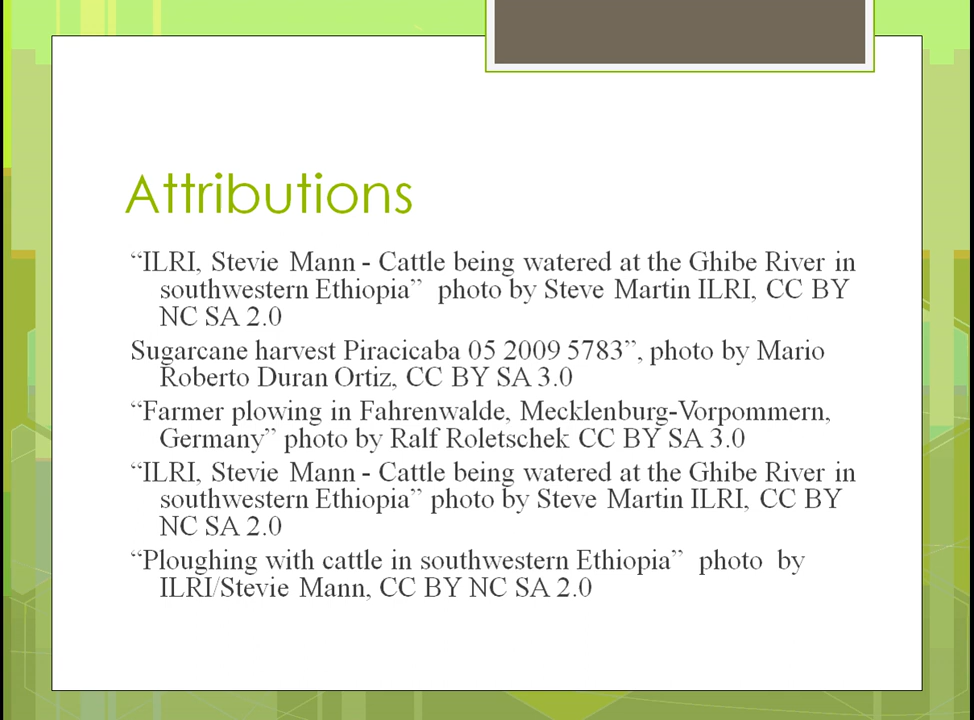 Attributions
“ILRI, Stevie Mann - Cattle being watered at the Ghibe River in
southwestern Ethiopia” photo by Steve Martin ILRI, CC BY
NC SA 2.0
Sugarcane harvest Piracicaba 05 2009 5783”, photo by Mario
Roberto Duran Ortiz, CC BY SA 3.0
“Farmer plowing in Fahrenwalde, Mecklenburg-Vorpommern,
Germany” photo by Ralf Roletschek CC BY SA 3.0
“ILRI, Stevie Mann - Cattle being watered at the Ghibe River in
southwestern Ethiopia” photo by Steve Martin ILRI, CC BY
NC SA 2.0
“Ploughing with cattle in southwestern Ethiopia” photo by
ILRI/Stevie Mann, CC BY NC SA 2.0